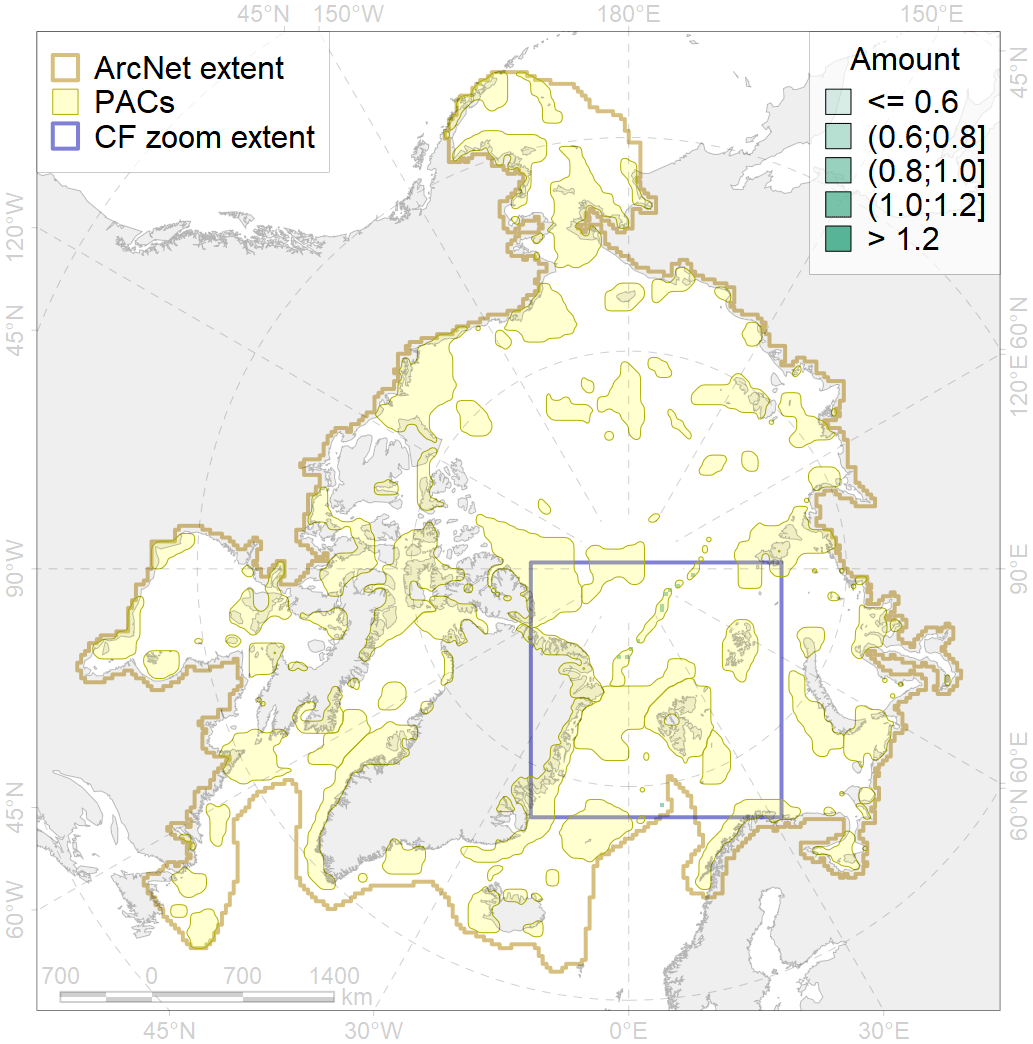 45°N 150°W 180°E 150°E
ArcNet extent
PACs
CF zoom extent
Amount
<= 0.6
(0.6;0.8]
(0.8;1.0]
(1.0;1.2]
> 1.2
45°N
120°W
45°N
60°N
120°E
90°W
90°E
45°N
60°E
60°N
60°W
700 0 700 1400
km
45°N 30°W 0°E 30°E